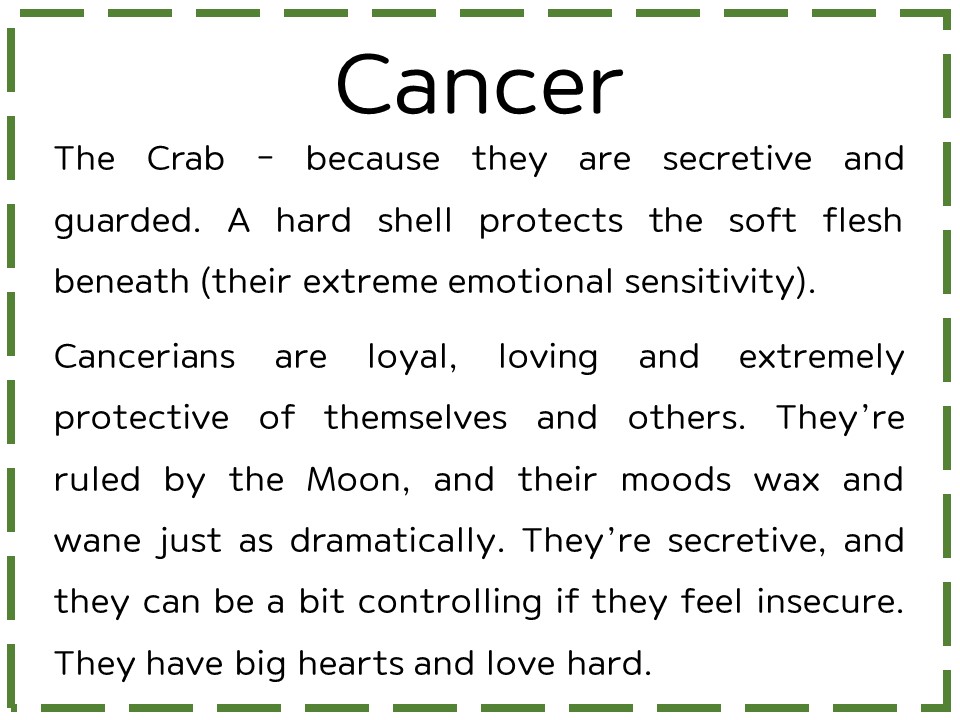 Cancer
The Crab – because they are secretive and
guarded. A hard shell protects the soft flesh
beneath (their extreme emotional sensitivity).
Cancerians are loyal, loving and extremely
protective of themselves and others. They’re
ruled by the Moon, and their moods wax and
wane just as dramatically. They’re secretive, and
they can be a bit controlling if they feel insecure.
They have big hearts and love hard.